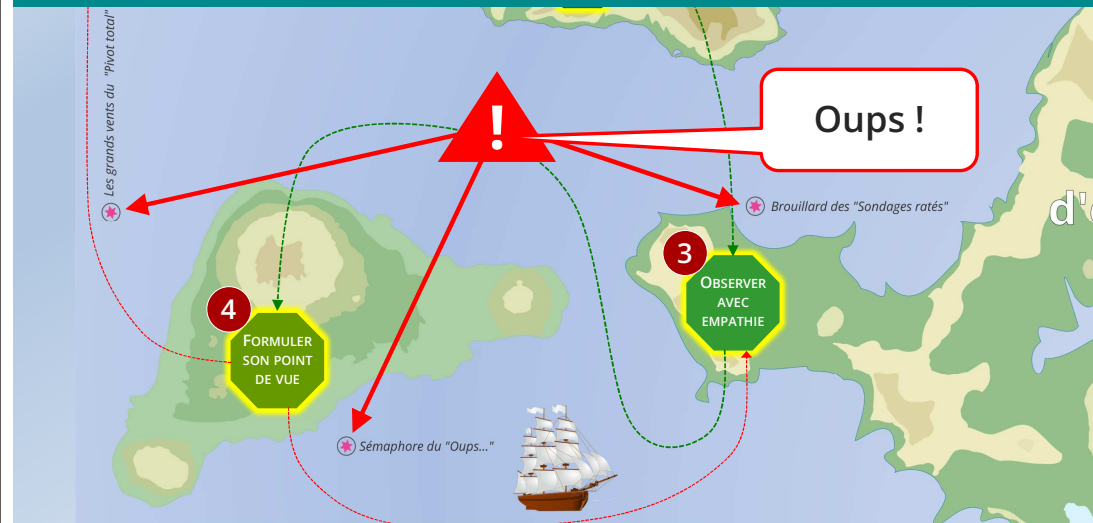 Les grands vents du "Pivot total"
!
Oups !
Brouillard des "Sondages ratés"
d'
3
OBSERVER
AVEC
EMPATHIE
4
FORMULER
SON POINT
DE VUE
Sémaphore du "Oups..."